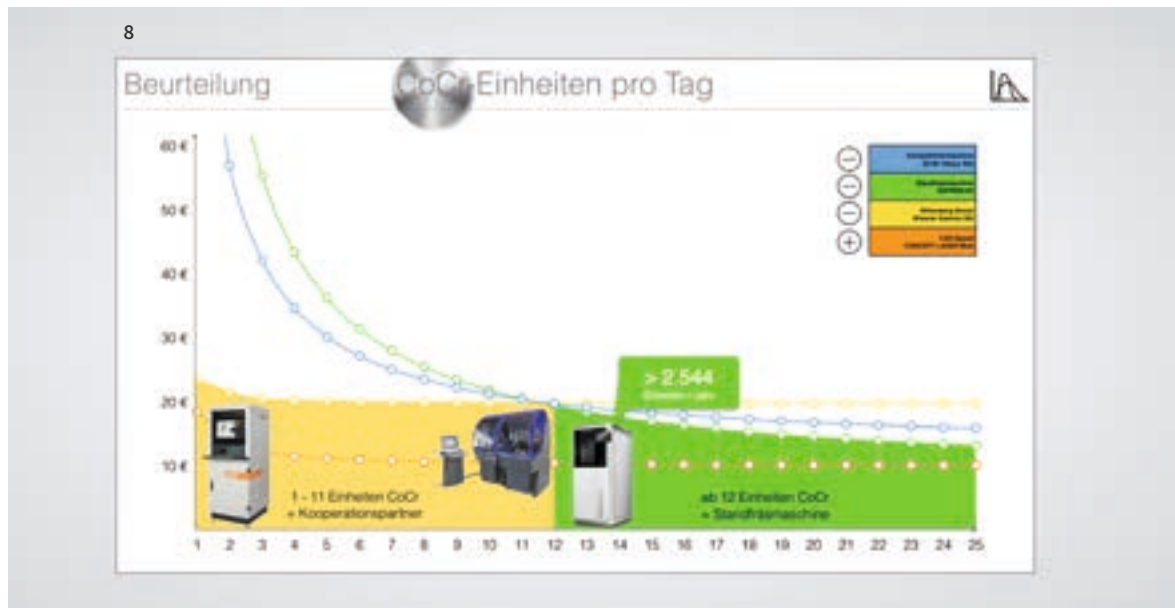 8
Beurteilung
CoCr Einheiten pro Tag
60 €
50 €
40 €
30 €
20 €
10 €
> 2.544
1 - 11 Einheiten CoCr
= Kooperationspartner
ab 12 Einheiten CoCr
= Standfräsmaschine
1 2 3 4 5 6 7 8 9 10 11 12 13 14 15 16 17 18 19 20 21 22 23 24 25